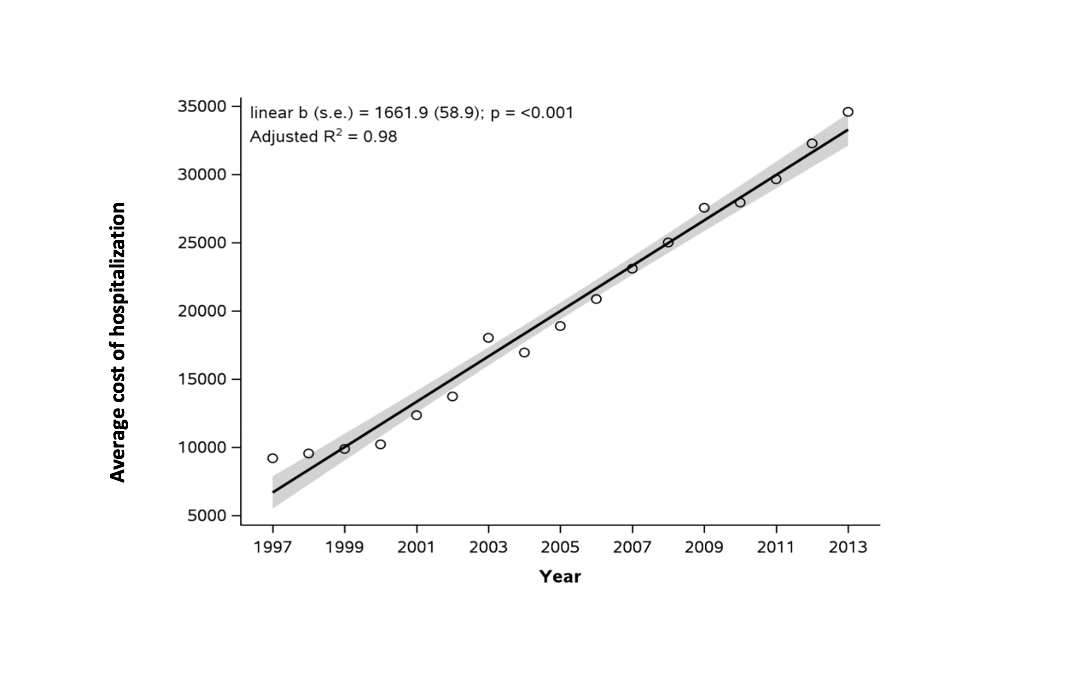 linear b (s.e.) = 1661.9 (58.9); p = <0.001
Adjusted R² = 0.98
Average cost of hospitalization
35000
30000
25000
20000
15000
10000
5000
1997 1999 2001 2003 2005 2007 2009 2011 2013
Year